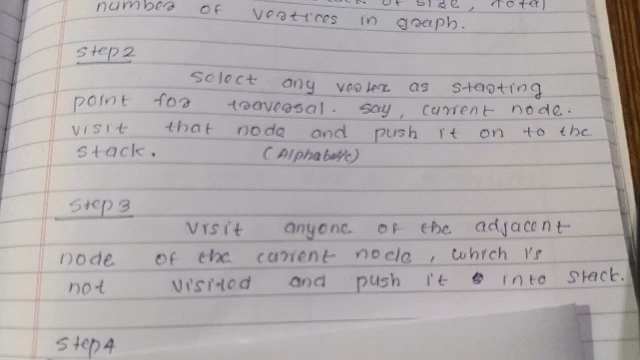 number of vertices in graph.
Step2
Select any vertex as starting
point for traversal. say, current node.
visit that node and push it on to the
stack. (Alphabetic)
Step3
Visit anyone of the adjacent
node of the current node, which is
not visited and push it into stack.
Step4